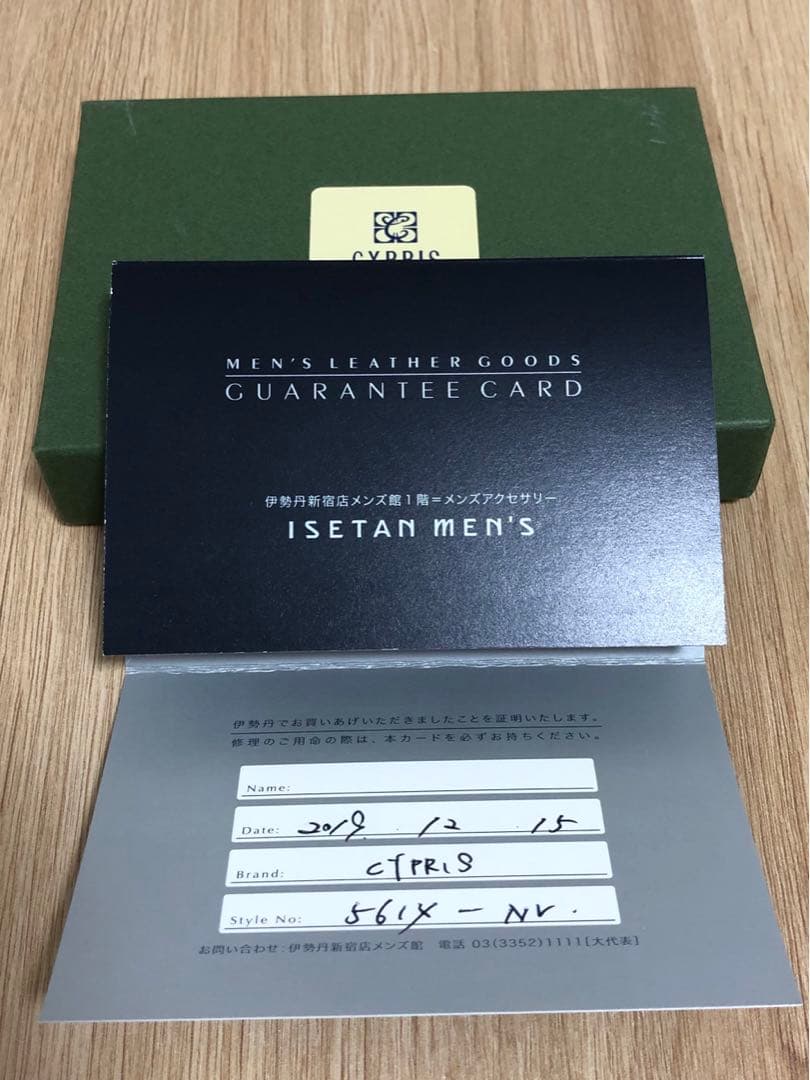 CYPRIS
MEN'S LEATHER GOODS
GUARANTEE CARD
伊勢丹新宿店メンズ館1階=メンズアクセサリー
ISETAN MEN'S
伊勢丹でお買いあげいただきましたことを証明いたします。
修理のご用命の際は、本カードを必ずお持ちください。
Name:
Date: 2019. 12. 15
Brand: CYPRIS
Style No: 5614 - NV.
お問い合わせ:伊勢丹新宿店メンズ館 電話 03(3352)1111[大代表]